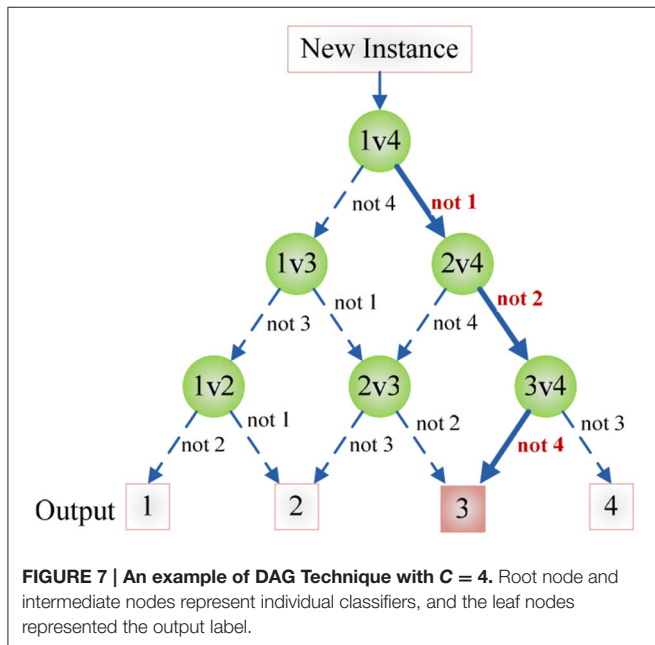 New Instance
1v4
not 4
not 1
1v3
2v4
not 3
not 1
not 4
not 2
1v2
2v3
3v4
not 2
not 1
not 3
not 2
not 4
not 3
Output
1
2
3
4
FIGURE 7 | An example of DAG Technique with C = 4. Root node and
intermediate nodes represent individual classifiers, and the leaf nodes
represented the output label.